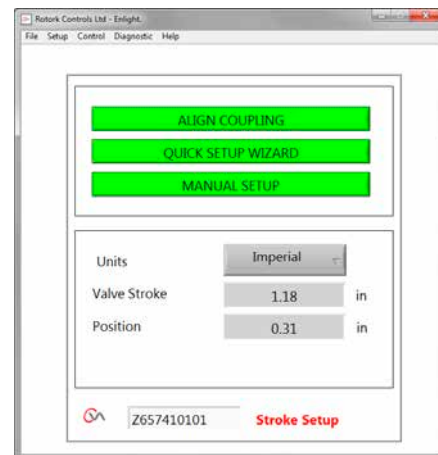 Rotork Controls Ltd - Enlight.
File Setup Control Diagnostic Help
ALIGN COUPLING
QUICK SETUP WIZARD
MANUAL SETUP
Units Imperial
Valve Stroke 1.18 in
Position 0.31 in
Z657410101 Stroke Setup